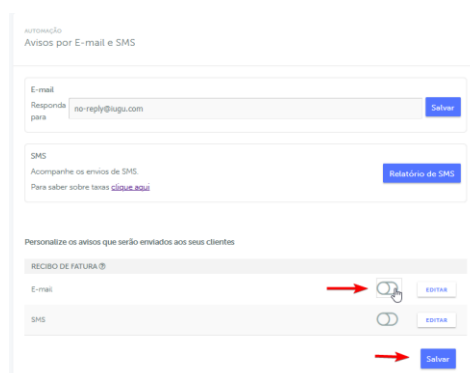 AUTOMAÇÃO
Avisos por E-mail e SMS
E-mail
Responda para
no-reply@iugu.com
Salvar
SMS
Acompanhe os envios de SMS.
Para saber sobre taxas clique aqui
Relatório de SMS
Personalize os avisos que serão enviados aos seus clientes
RECIBO DE FATURA
E-mail
EDITAR
SMS
EDITAR
Salvar